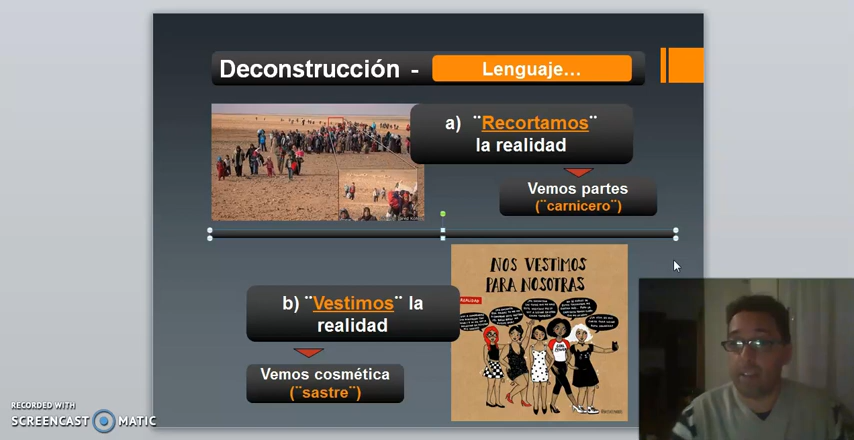 Deconstrucción - Lenguaje...
a) ¨Recortamos¨
la realidad
Vemos partes
(¨carnicero¨)
NOS VESTIMOS
PARA NOSOTRAS
b) ¨Vestimos¨ la
realidad
Vemos cosmética
(¨sastre¨)
RECORDED WITH
SCREENCAST MATIC